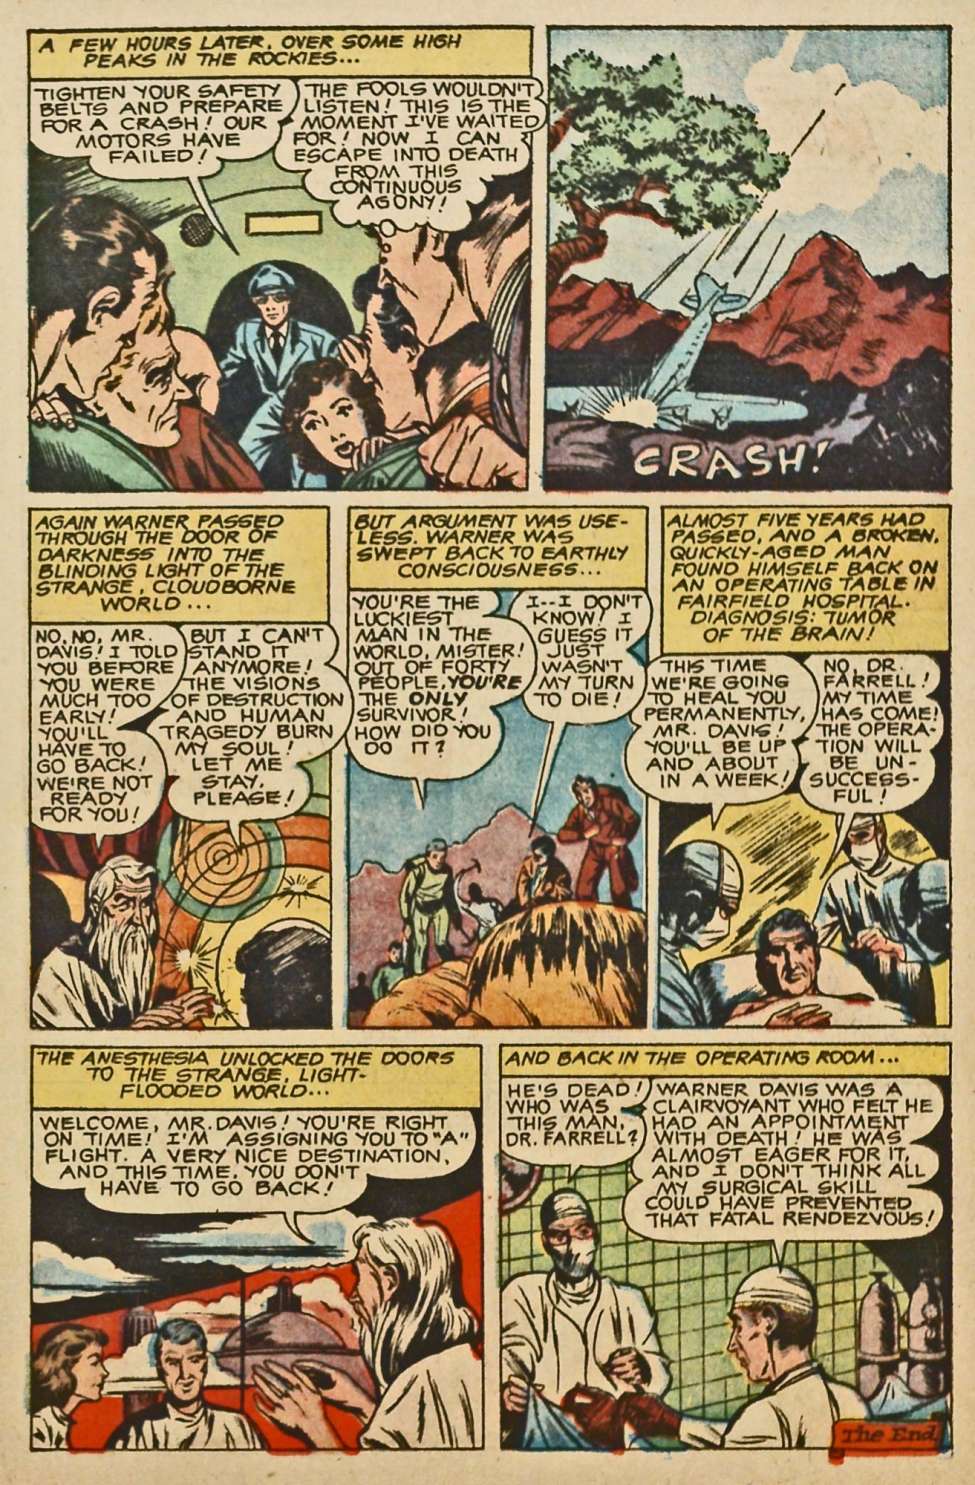 A FEW HOURS LATER, OVER SOME HIGH
PEAKS IN THE ROCKIES...
TIGHTEN YOUR SAFETY
BELTS AND PREPARE
FOR A CRASH! OUR
MOTORS HAVE
FAILED!
THE FOOLS WOULDN'T
LISTEN! THIS IS THE
MOMENT I'VE WAITED
FOR! NOW I CAN
ESCAPE INTO DEATH
FROM THIS
CONTINUOUS
AGONY!
CRASH!
AGAIN WARNER PASSED
THROUGH THE DOOR OF
DARKNESS INTO THE
BLINDING LIGHT OF THE
STRANGE, CLOUDBORNE
WORLD...
NO, NO, MR.
DAVIS! I TOLD
YOU BEFORE
YOU WERE
MUCH TOO
EARLY!
YOU'LL
HAVE TO
GO BACK!
WE'RE NOT
READY
FOR YOU!
BUT I CAN'T
STAND IT
ANYMORE!
THE VISIONS
OF DESTRUCTION
AND HUMAN
TRAGEDY BURN
MY SOUL!
LET ME
STAY,
PLEASE!
BUT ARGUMENT WAS USE-
LESS. WARNER WAS
SWEPT BACK TO EARTHLY
CONSCIOUSNESS...
YOU'RE THE
LUCKIEST
MAN IN THE
WORLD, MISTER!
OUT OF FORTY
PEOPLE, YOU'RE
THE ONLY
SURVIVOR!
HOW DID YOU
DO IT?
I--I DON'T
KNOW! I
GUESS IT
JUST
WASN'T
MY TURN
TO DIE!
ALMOST FIVE YEARS HAD
PASSED, AND A BROKEN,
QUICKLY-AGED MAN
FOUND HIMSELF BACK ON
AN OPERATING TABLE IN
FAIRFIELD HOSPITAL.
DIAGNOSIS: TUMOR
OF THE BRAIN!
THIS TIME
WE'RE GOING
TO HEAL YOU
PERMANENTLY,
MR. DAVIS!
YOU'LL BE UP
AND ABOUT
IN A WEEK!
NO, DR.
FARRELL!
MY TIME
HAS COME!
THE OPERA-
TION WILL
BE UN-
SUCCESS-
FUL!
THE ANESTHESIA UNLOCKED THE DOORS
TO THE STRANGE, LIGHT-
FLOODED WORLD...
WELCOME, MR. DAVIS! YOU'RE RIGHT
ON TIME! I'M ASSIGNING YOU TO "A"
FLIGHT. A VERY NICE DESTINATION,
AND THIS TIME, YOU DON'T
HAVE TO GO BACK!
AND BACK IN THE OPERATING ROOM...
HE'S DEAD!
WHO WAS
THIS MAN,
DR. FARRELL?
WARNER DAVIS WAS A
CLAIRVOYANT WHO FELT HE
HAD AN APPOINTMENT
WITH DEATH! HE WAS
ALMOST EAGER FOR IT,
AND I DON'T THINK ALL
MY SURGICAL SKILL
COULD HAVE PREVENTED
THAT FATAL RENDEZVOUS!
The End